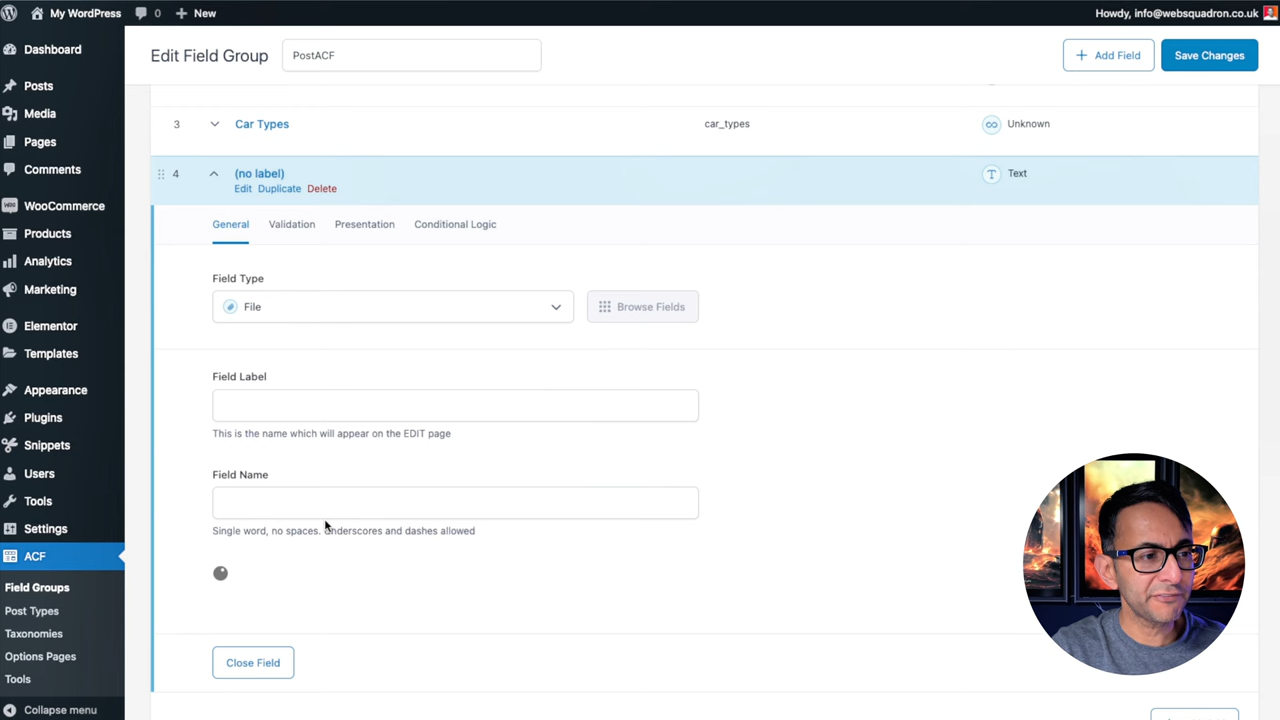 My WordPress
0
New
Howdy, info@websquadron.co.uk
Dashboard
Posts
Media
Pages
Comments
WooCommerce
Products
Analytics
Marketing
Elementor
Templates
Appearance
Plugins
Snippets
Users
Tools
Settings
ACF
Field Groups
Post Types
Taxonomies
Options Pages
Tools
Collapse menu
Edit Field Group
PostACF
Add Field
Save Changes
3
Car Types
car_types
Unknown
4
(no label)
T
Text
Edit Duplicate Delete
General Validation Presentation Conditional Logic
Field Type
File
Browse Fields
Field Label
This is the name which will appear on the EDIT page
Field Name
Single word, no spaces. Underscores and dashes allowed
Close Field